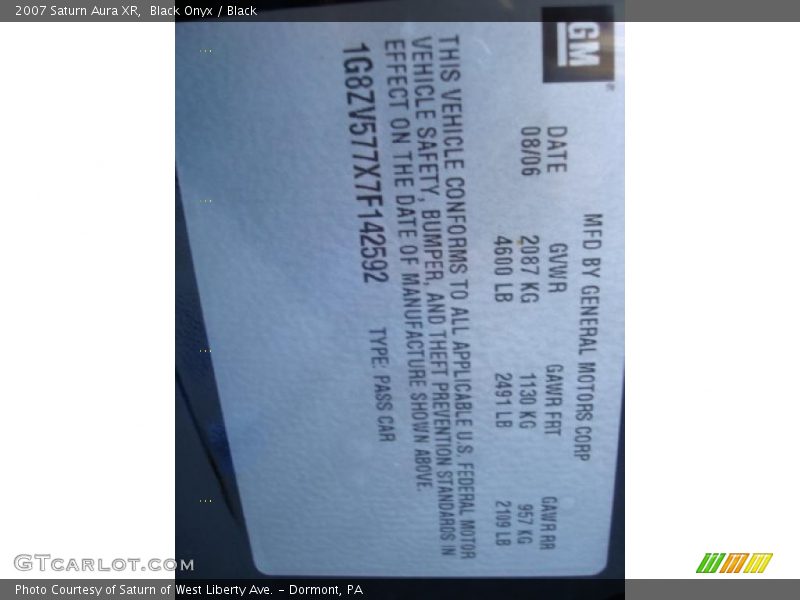 2007 Saturn Aura XR,  Black Onyx / Black
GM
MFD BY GENERAL MOTORS CORP
DATE GVWR GAWR FRT GAWR RR
08/06 2087 KG 1130 KG 957 KG
4600 LB 2491 LB 2109 LB
THIS VEHICLE CONFORMS TO ALL APPLICABLE U.S. FEDERAL MOTOR
VEHICLE SAFETY, BUMPER, AND THEFT PREVENTION STANDARDS IN
EFFECT ON THE DATE OF MANUFACTURE SHOWN ABOVE.
1G8ZV577X7F142592 TYPE: PASS CAR
GTcarlot.com
Photo Courtesy of Saturn of West Liberty Ave. – Dormont, PA